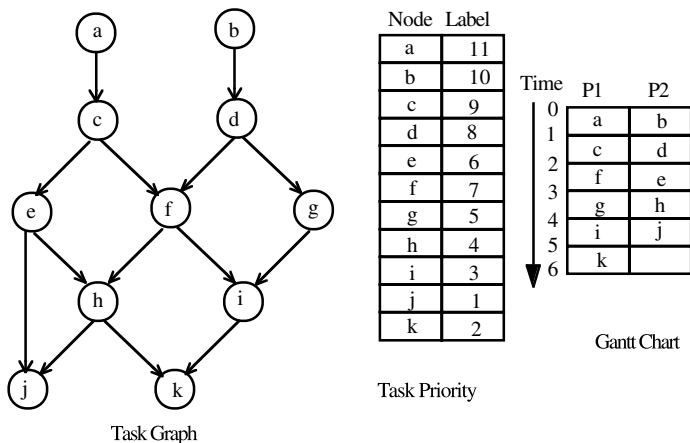 a
b
c
d
e
f
g
h
i
j
k
Task Graph
Node Label
a 11
b 10
c 9
d 8
e 6
f 7
g 5
h 4
i 3
j 1
k 2
Task Priority
Time P1 P2
0
a b
1
c d
2
f e
3
g h
4
i j
5
k
6
Gantt Chart